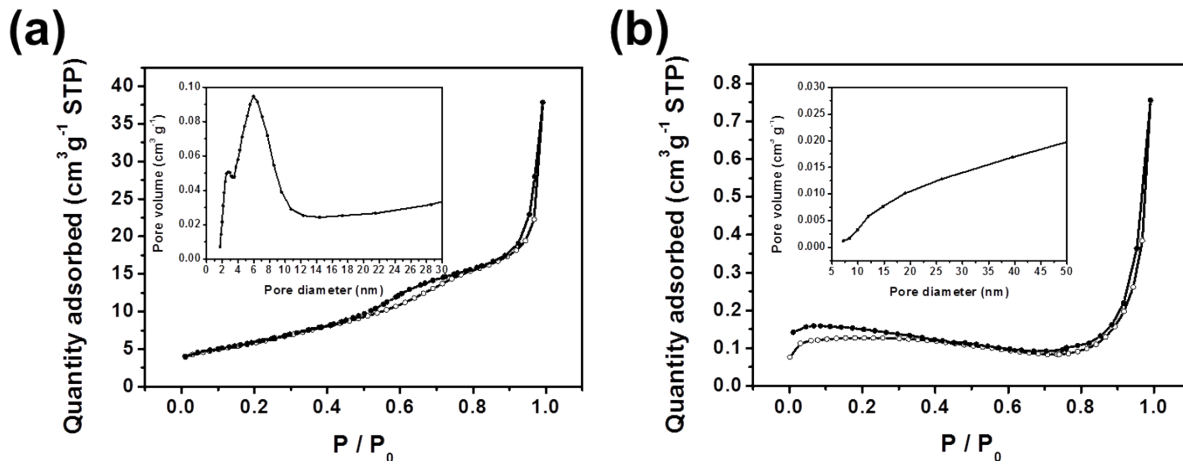 (a)
Quantity adsorbed (cm³g⁻¹ STP)
40
35
30
25
20
15
10
5
0
0.0 0.2 0.4 0.6 0.8 1.0
P / P₀
Pore volume (cm³ g⁻¹)
0.10
0.08
0.06
0.04
0.02
0.00
0 2 4 6 8 10 12 14 16 18 20 22 24 26 28 30
Pore diameter (nm)
(b)
Quantity adsorbed (cm³g⁻¹ STP)
0.8
0.7
0.6
0.5
0.4
0.3
0.2
0.1
0.0
0.0 0.2 0.4 0.6 0.8 1.0
P / P₀
Pore volume (cm³ g⁻¹)
0.030
0.025
0.020
0.015
0.010
0.005
0.000
5 10 15 20 25 30 35 40 45 50
Pore diameter (nm)